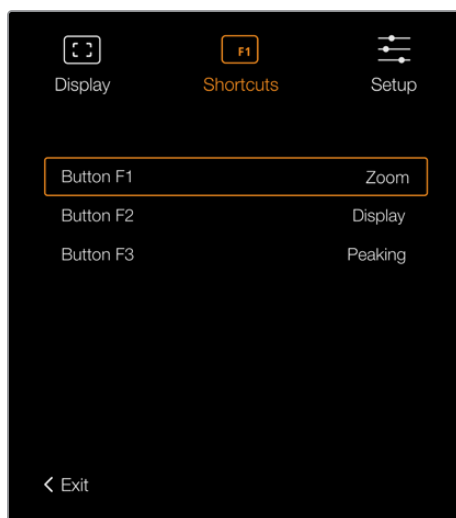 F1
Display Shortcuts Setup
Button F1 Zoom
Button F2 Display
Button F3 Peaking
Exit